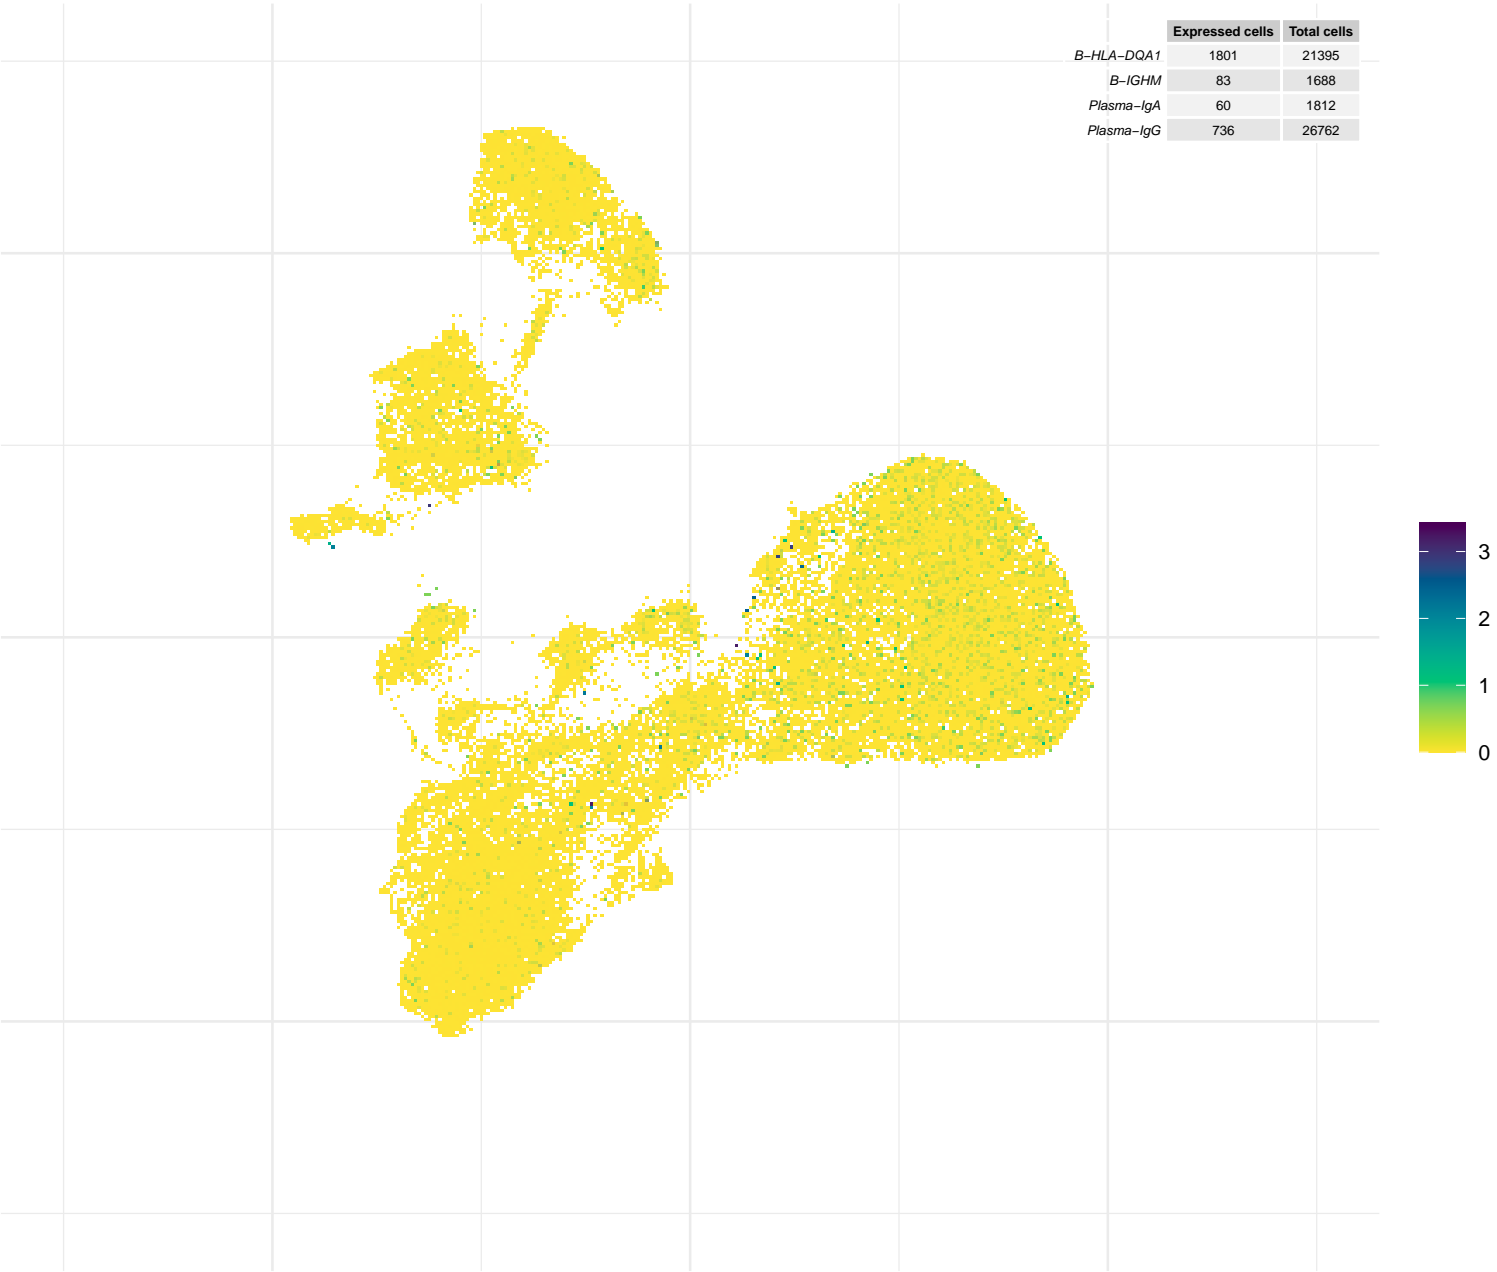 Expressed cells Total cells
B−HLA−DQA1 1801 21395
B−IGHM 83 1688
Plasma−IgA 60 1812
Plasma−IgG 736 26762
3
2
1
0